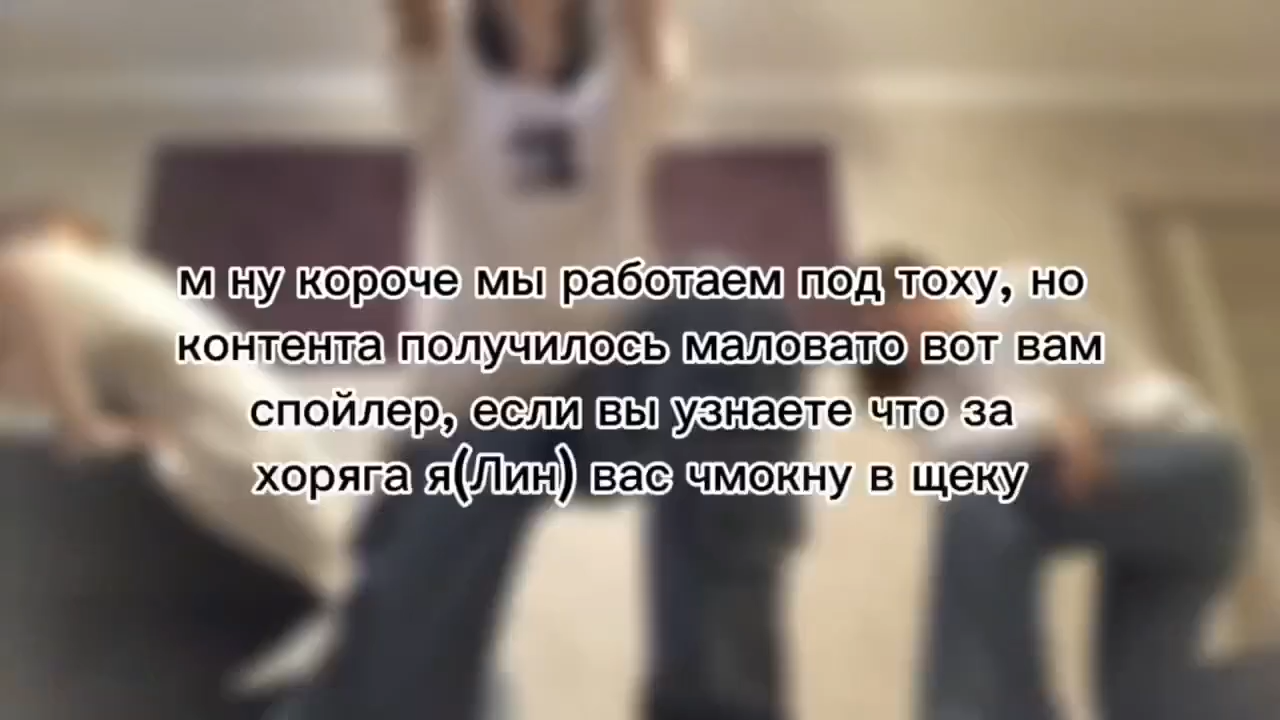 м ну короче мы работаем под тоху, но
контента получилось маловато вот вам
спойлер, если вы узнаете что за
хоряга я(Лин) вас чмокну в щеку